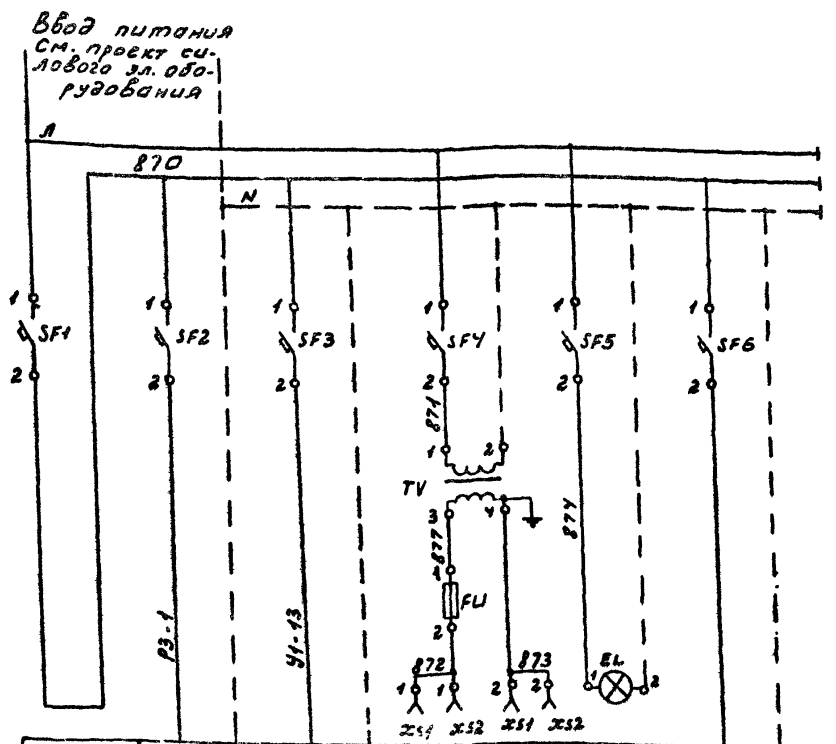 Ввод питания
См. проект си-
лового эл. обо-
рудования
Л
870
N
1 1 1 1 1 1
SF1 SF2 SF3 SF4 SF5 SF6
2 2 2 2 2 2
871
1 2
TV
3 4
877
874
1
FU
2
Р3-1
У1-13
872 873
EL
1 1 2 2 1 2
XS1 XS2 XS1 XS2